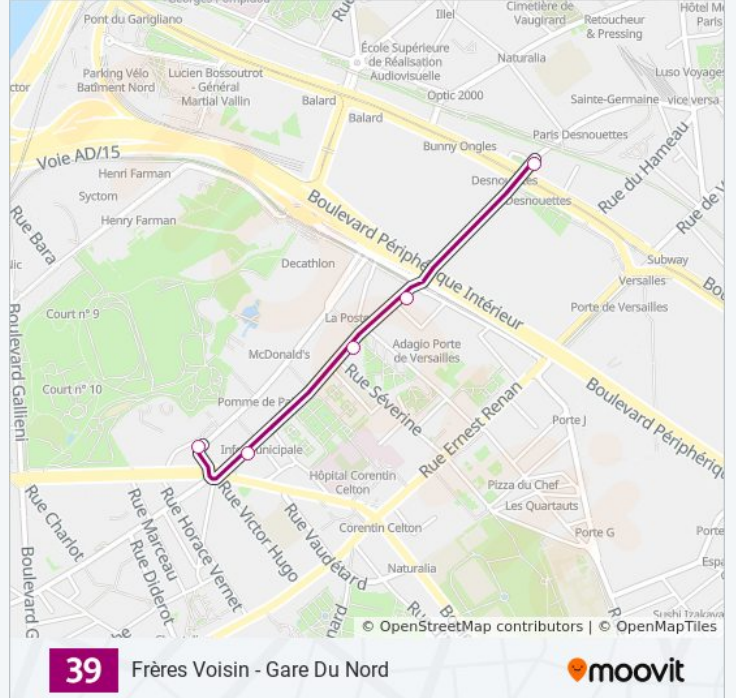 Pont du Garigliano
Illel
Cimetière de
Vaugirard
Retoucheur
& Pressing
École Supérieure
de Réalisation
Audiovisuelle
Naturalia
Parking Vélo
Batiment Nord
Lucien Bossoutrot
- Général
Martial Vallin
Luso Voyages
Balard
Optic 2000
Sainte-Germaine
vice versa
Balard
Bunny Ongles
Paris Desnouettes
Voie AD/15
Henri Farman
Syctom
Henry Farman
Desnouettes
Desnouettes
Rue du Hameau
Rue Bara
Boulevard Périphérique Intérieur
Decathlon
Subway
Versailles
Court n° 9
La Poste
Porte de Versailles
Boulevard Gallieni
McDonald's
Adagio Porte
de Versailles
Court n° 10
Rue Séverine
Boulevard Périphérique
Pomme de Pa
Rue Ernest Renan
Porte J
Hôpital Corentin
Celton
Pizza du Chef
Les Quartauts
Rue Charlot
Rue Marceau
Rue Diderot
Rue Horace Vernet
Rue Victor Hugo
Rue Vaudétard
Corentin Celton
Porte G
Naturalia
Sushi Izakaya
© OpenStreetMap contributors | © OpenMapTiles
39 Frères Voisin - Gare Du Nord
moovit